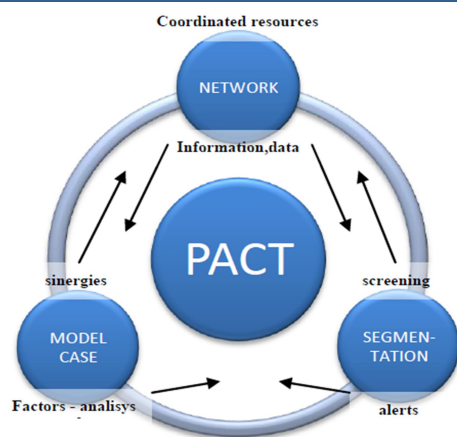 Coordinated resources
NETWORK
Information,data
PACT
sinergies
screening
MODEL
CASE
SEGMEN-
TATION
Factors - analisys
alerts